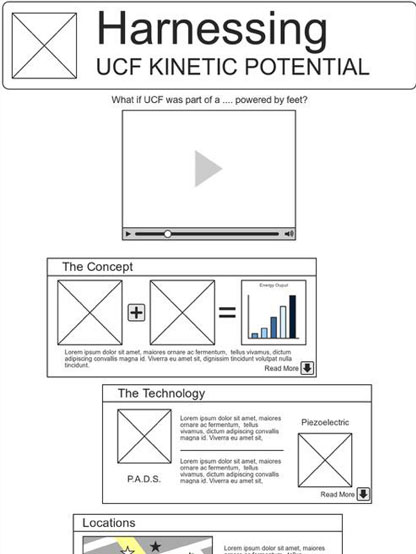 Harnessing
UCF KINETIC POTENTIAL
What if UCF was part of a .... powered by feet?
The Concept
Energy Ouput
Lorem ipsum dolor sit amet, maiores ornare ac fermentum, tellus vivamus, dictum
adipiscing convallis magna id. Viverra eu amet sit, dignissim tincidunt volutpat nulla
tincidunt.
Read More
The Technology
Lorem ipsum dolor sit amet, maiores
ornare ac fermentum, tellus
vivamus, dictum adipiscing convallis
magna id. Viverra eu amet sit,
Piezoelectric
Lorem ipsum dolor sit amet, maiores
ornare ac fermentum, tellus
vivamus, dictum adipiscing convallis
magna id. Viverra eu amet sit,
P.A.D.S.
Read More
Locations
Lorem ipsum dolor sit amet, maiores